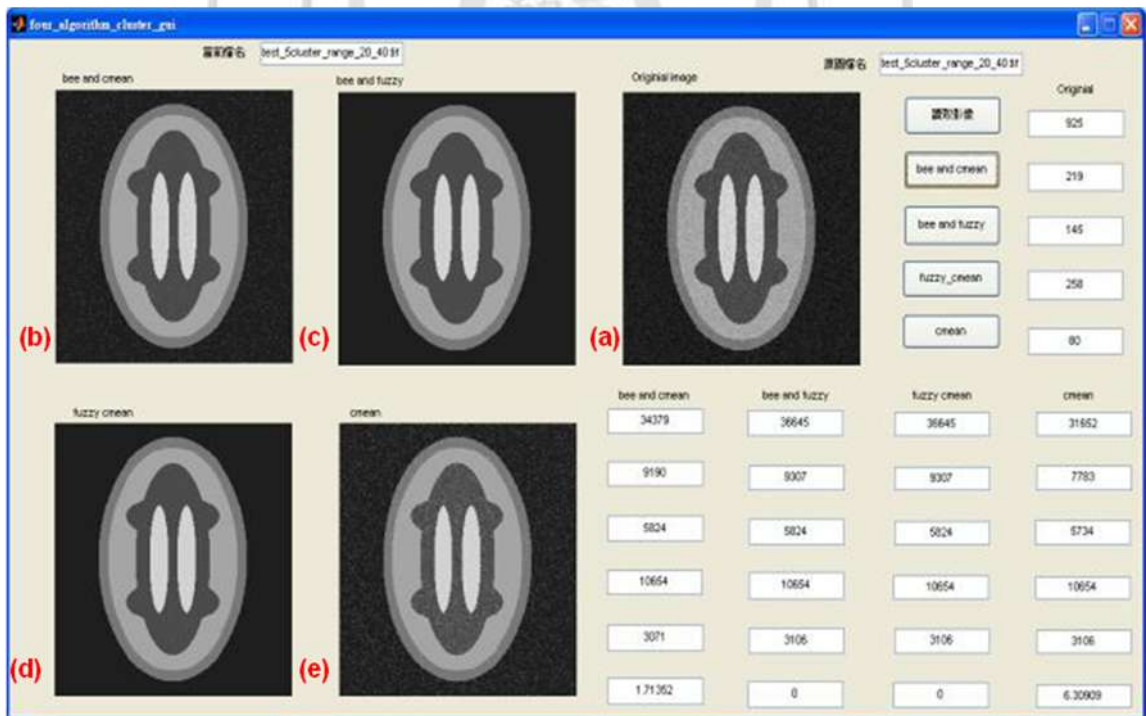 four_algorithm_cluster_gui
當前檔名 test_5cluster_range_20_40.tif
原圖檔名 test_5cluster_range_20_40.tif
bee and cmean
bee and fuzzy
Originial image
Originial
讀取影像
925
bee and cmean
219
bee and fuzzy
145
fuzzy_cmean
258
cmean
80
(b)
(c)
(a)
fuzzy cmean
cmean
bee and cmean bee and fuzzy fuzzy cmean cmean
34379 36645 36645 31652
9190 9307 9307 7783
5824 5824 5824 5734
10654 10654 10654 10654
3071 3106 3106 3106
1.71352 0 0 6.30909
(d)
(e)